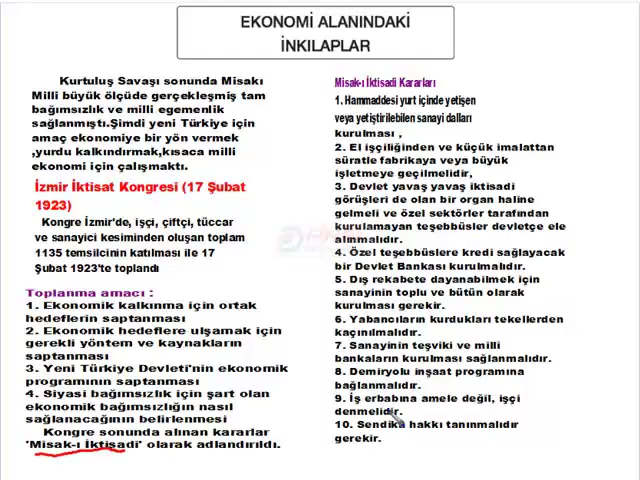 EKONOMİ ALANINDAKİ
İNKILAPLAR
Kurtuluş Savaşı sonunda Misakı
Milli büyük ölçüde gerçekleşmiş tam
bağımsızlık ve milli egemenlik
sağlanmıştı.Şimdi yeni Türkiye için
amaç ekonomiye bir yön vermek
,yurdu kalkındırmak,kısaca milli
ekonomi için çalışmaktı.
İzmir İktisat Kongresi (17 Şubat
1923)
Kongre İzmir'de, işçi, çiftçi, tüccar
ve sanayici kesiminden oluşan toplam
1135 temsilcinin katılması ile 17
Şubat 1923'te toplandı
Toplanma amacı :
1. Ekonomik kalkınma için ortak
hedeflerin saptanması
2. Ekonomik hedeflere ulşamak için
gerekli yöntem ve kaynakların
saptanması
3. Yeni Türkiye Devleti'nin ekonomik
programının saptanması
4. Siyasi bağımsızlık için şart olan
ekonomik bağımsızlığın nasıl
sağlanacağının belirlenmesi
Kongre sonunda alınan kararlar
'Misak-ı İktisadi' olarak adlandırıldı.
Misak-ı İktisadi Kararları
1. Hammaddesi yurt içinde yetişen
veya yetiştirilebilen sanayi dalları
kurulması ,
2. El işçiliğinden ve küçük imalattan
süratle fabrikaya veya büyük
işletmeye geçilmelidir,
3. Devlet yavaş yavaş iktisadi
görüşleri de olan bir organ haline
gelmeli ve özel sektörler tarafından
kurulamayan teşebbüsler devletçe ele
alınmalıdır.
4. Özel teşebbüslere kredi sağlayacak
bir Devlet Bankası kurulmalıdır.
5. Dış rekabete dayanabilmek için
sanayinin toplu ve bütün olarak
kurulması gerekir.
6. Yabancıların kurdukları tekellerden
kaçınılmalıdır.
7. Sanayinin teşviki ve milli
bankaların kurulması sağlanmalıdır.
8. Demiryolu inşaat programına
bağlanmalıdır.
9. İş erbabına amele değil, işçi
denmelidir.
10. Sendika hakkı tanınmalıdır
gerekir.